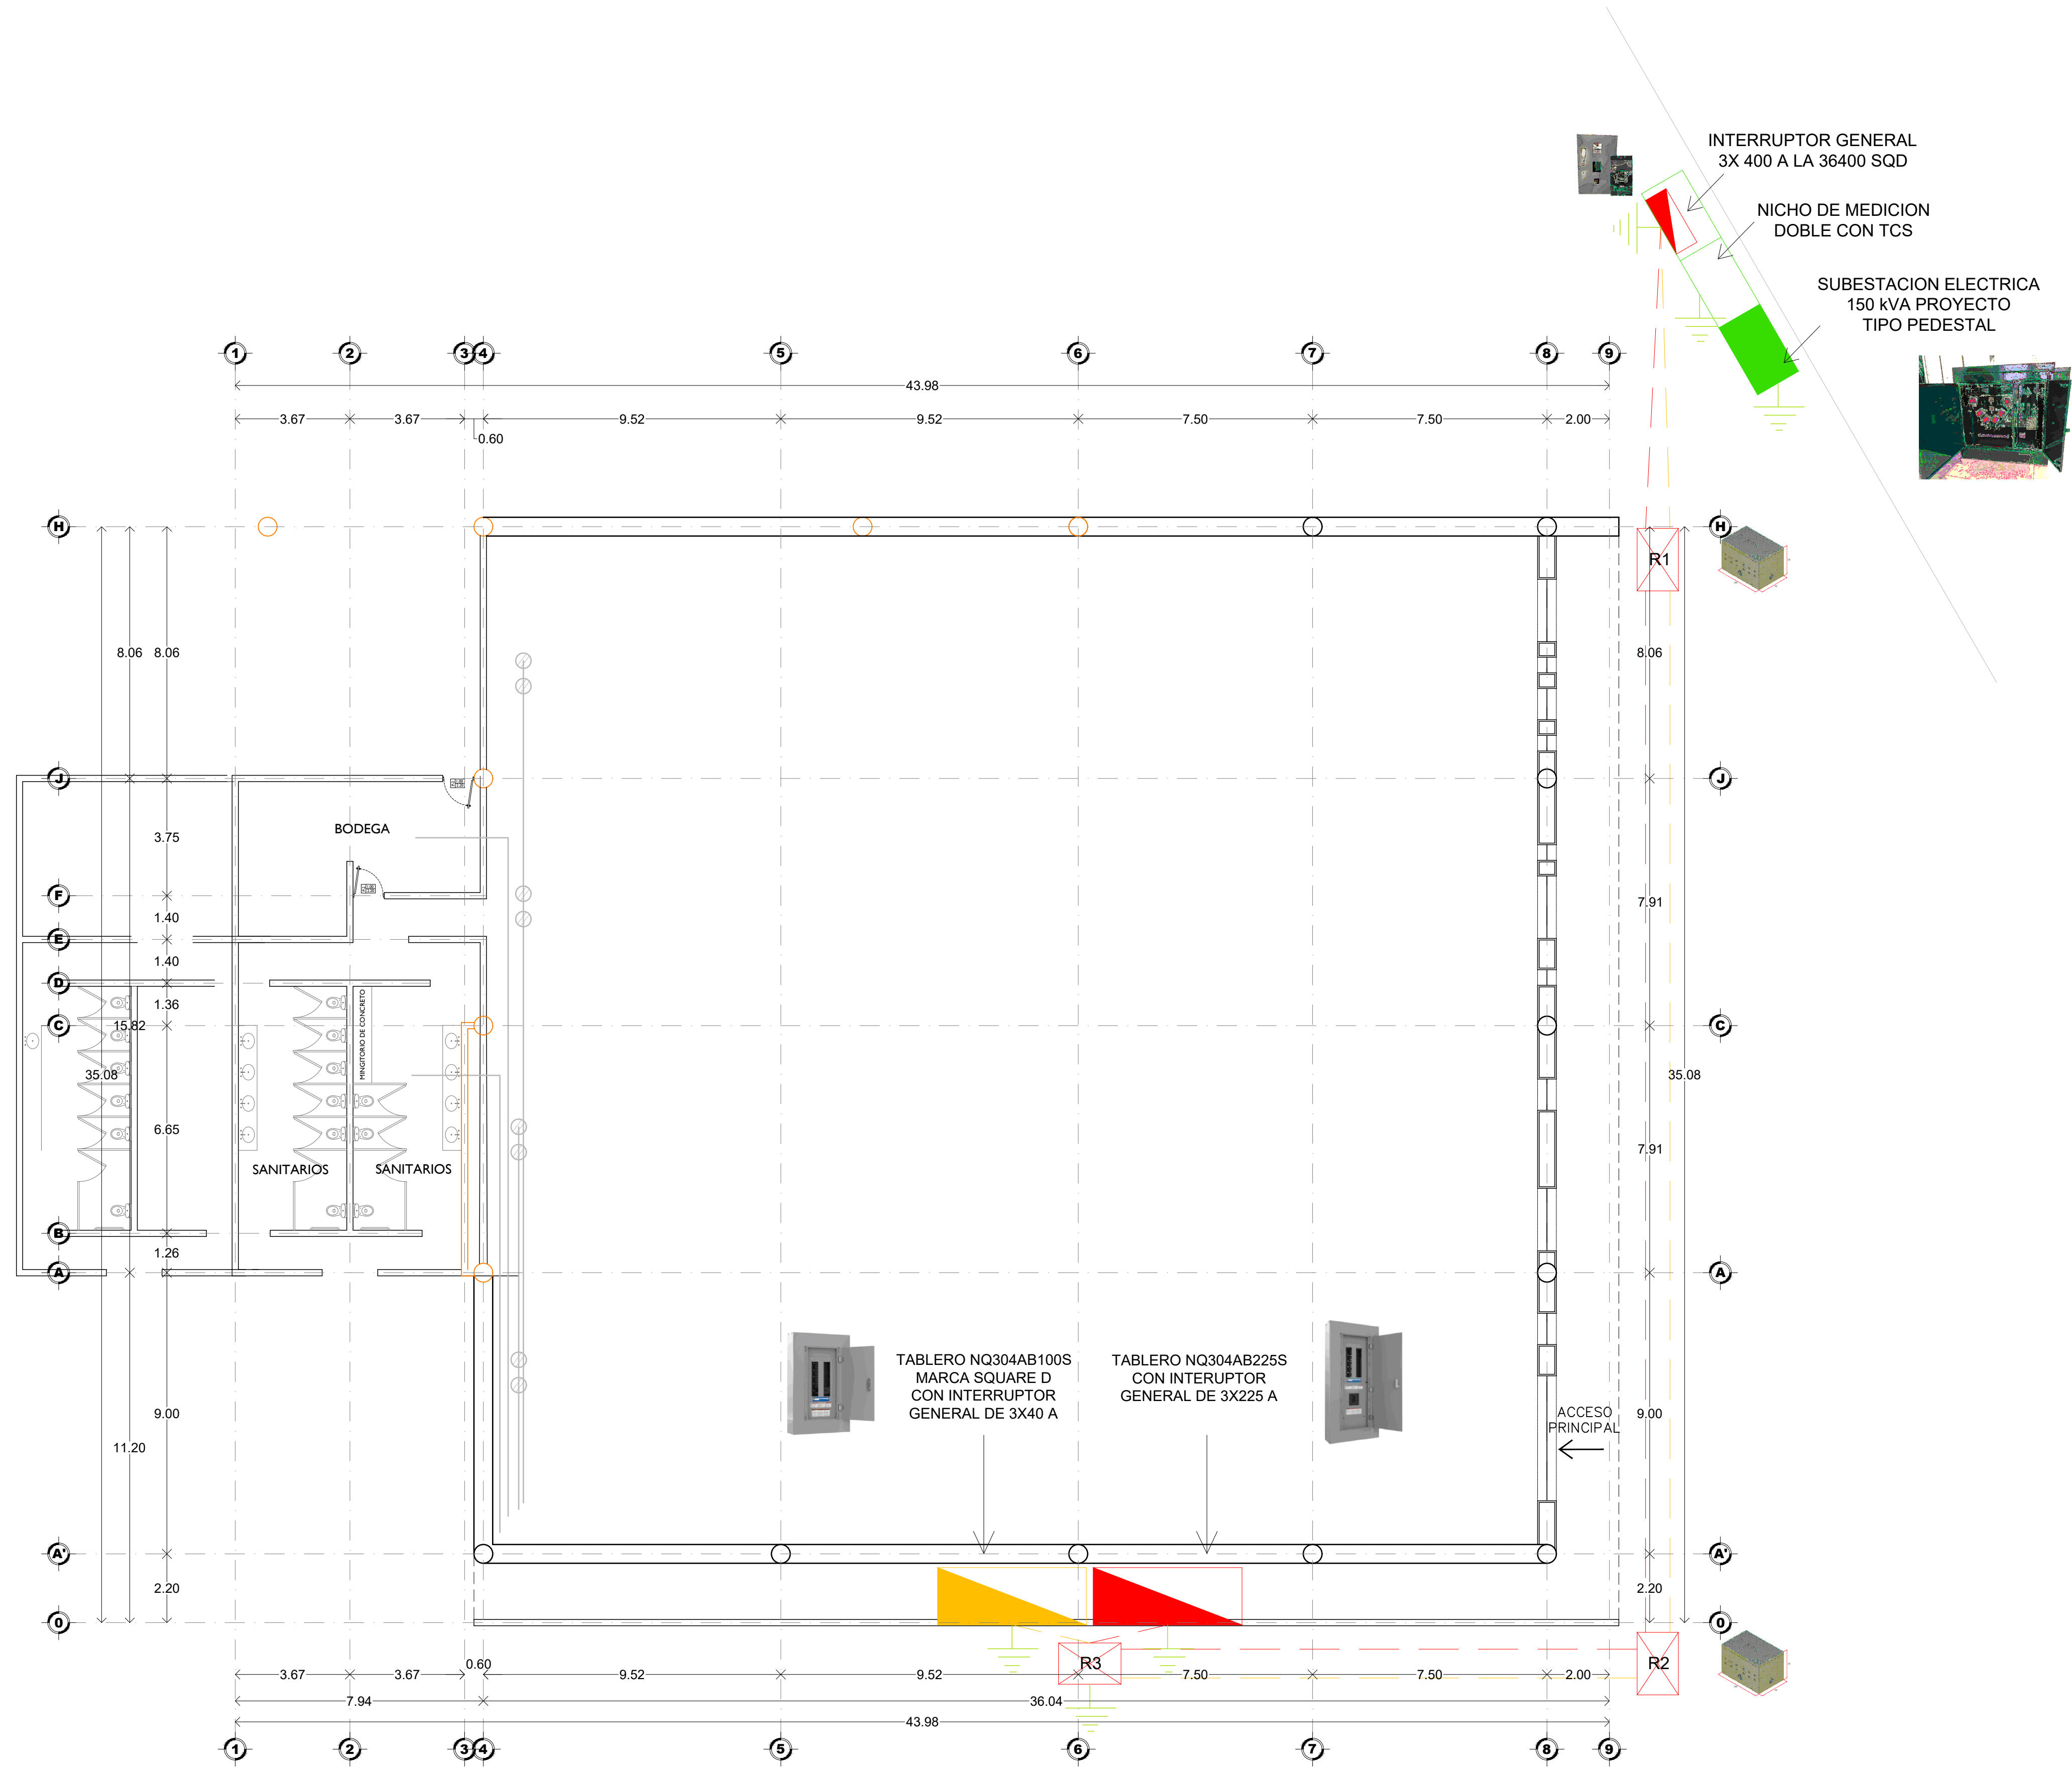 INTERRUPTOR GENERAL
3X 400 A LA 36400 SQD
NICHO DE MEDICION
DOBLE CON TCS
SUBESTACION ELECTRICA
150 kVA PROYECTO
TIPO PEDESTAL
1 2 3 4 5 6 7 8 9
43.98
3.67 3.67 9.52 9.52 7.50 7.50 2.00
0.60
H H
R1
8.06 8.06 8.06
J J
BODEGA
3.75
F
7.91
1.40
E
1.40
D
1.36
MINGITORIO DE CONCRETO
C 15.82 C
35.08 35.08
6.65
7.91
SANITARIOS SANITARIOS
B
1.26
A A
TABLERO NQ304AB100S
MARCA SQUARE D
CON INTERRUPTOR
GENERAL DE 3X40 A
TABLERO NQ304AB225S
CON INTERUPTOR
GENERAL DE 3X225 A
ACCESO
PRINCIPAL
9.00 9.00
11.20
A' A'
2.20 2.20
0 0
R3 R2
0.60
3.67 3.67 9.52 9.52 7.50 7.50 2.00
7.94 36.04
43.98
1 2 3 4 5 6 7 8 9